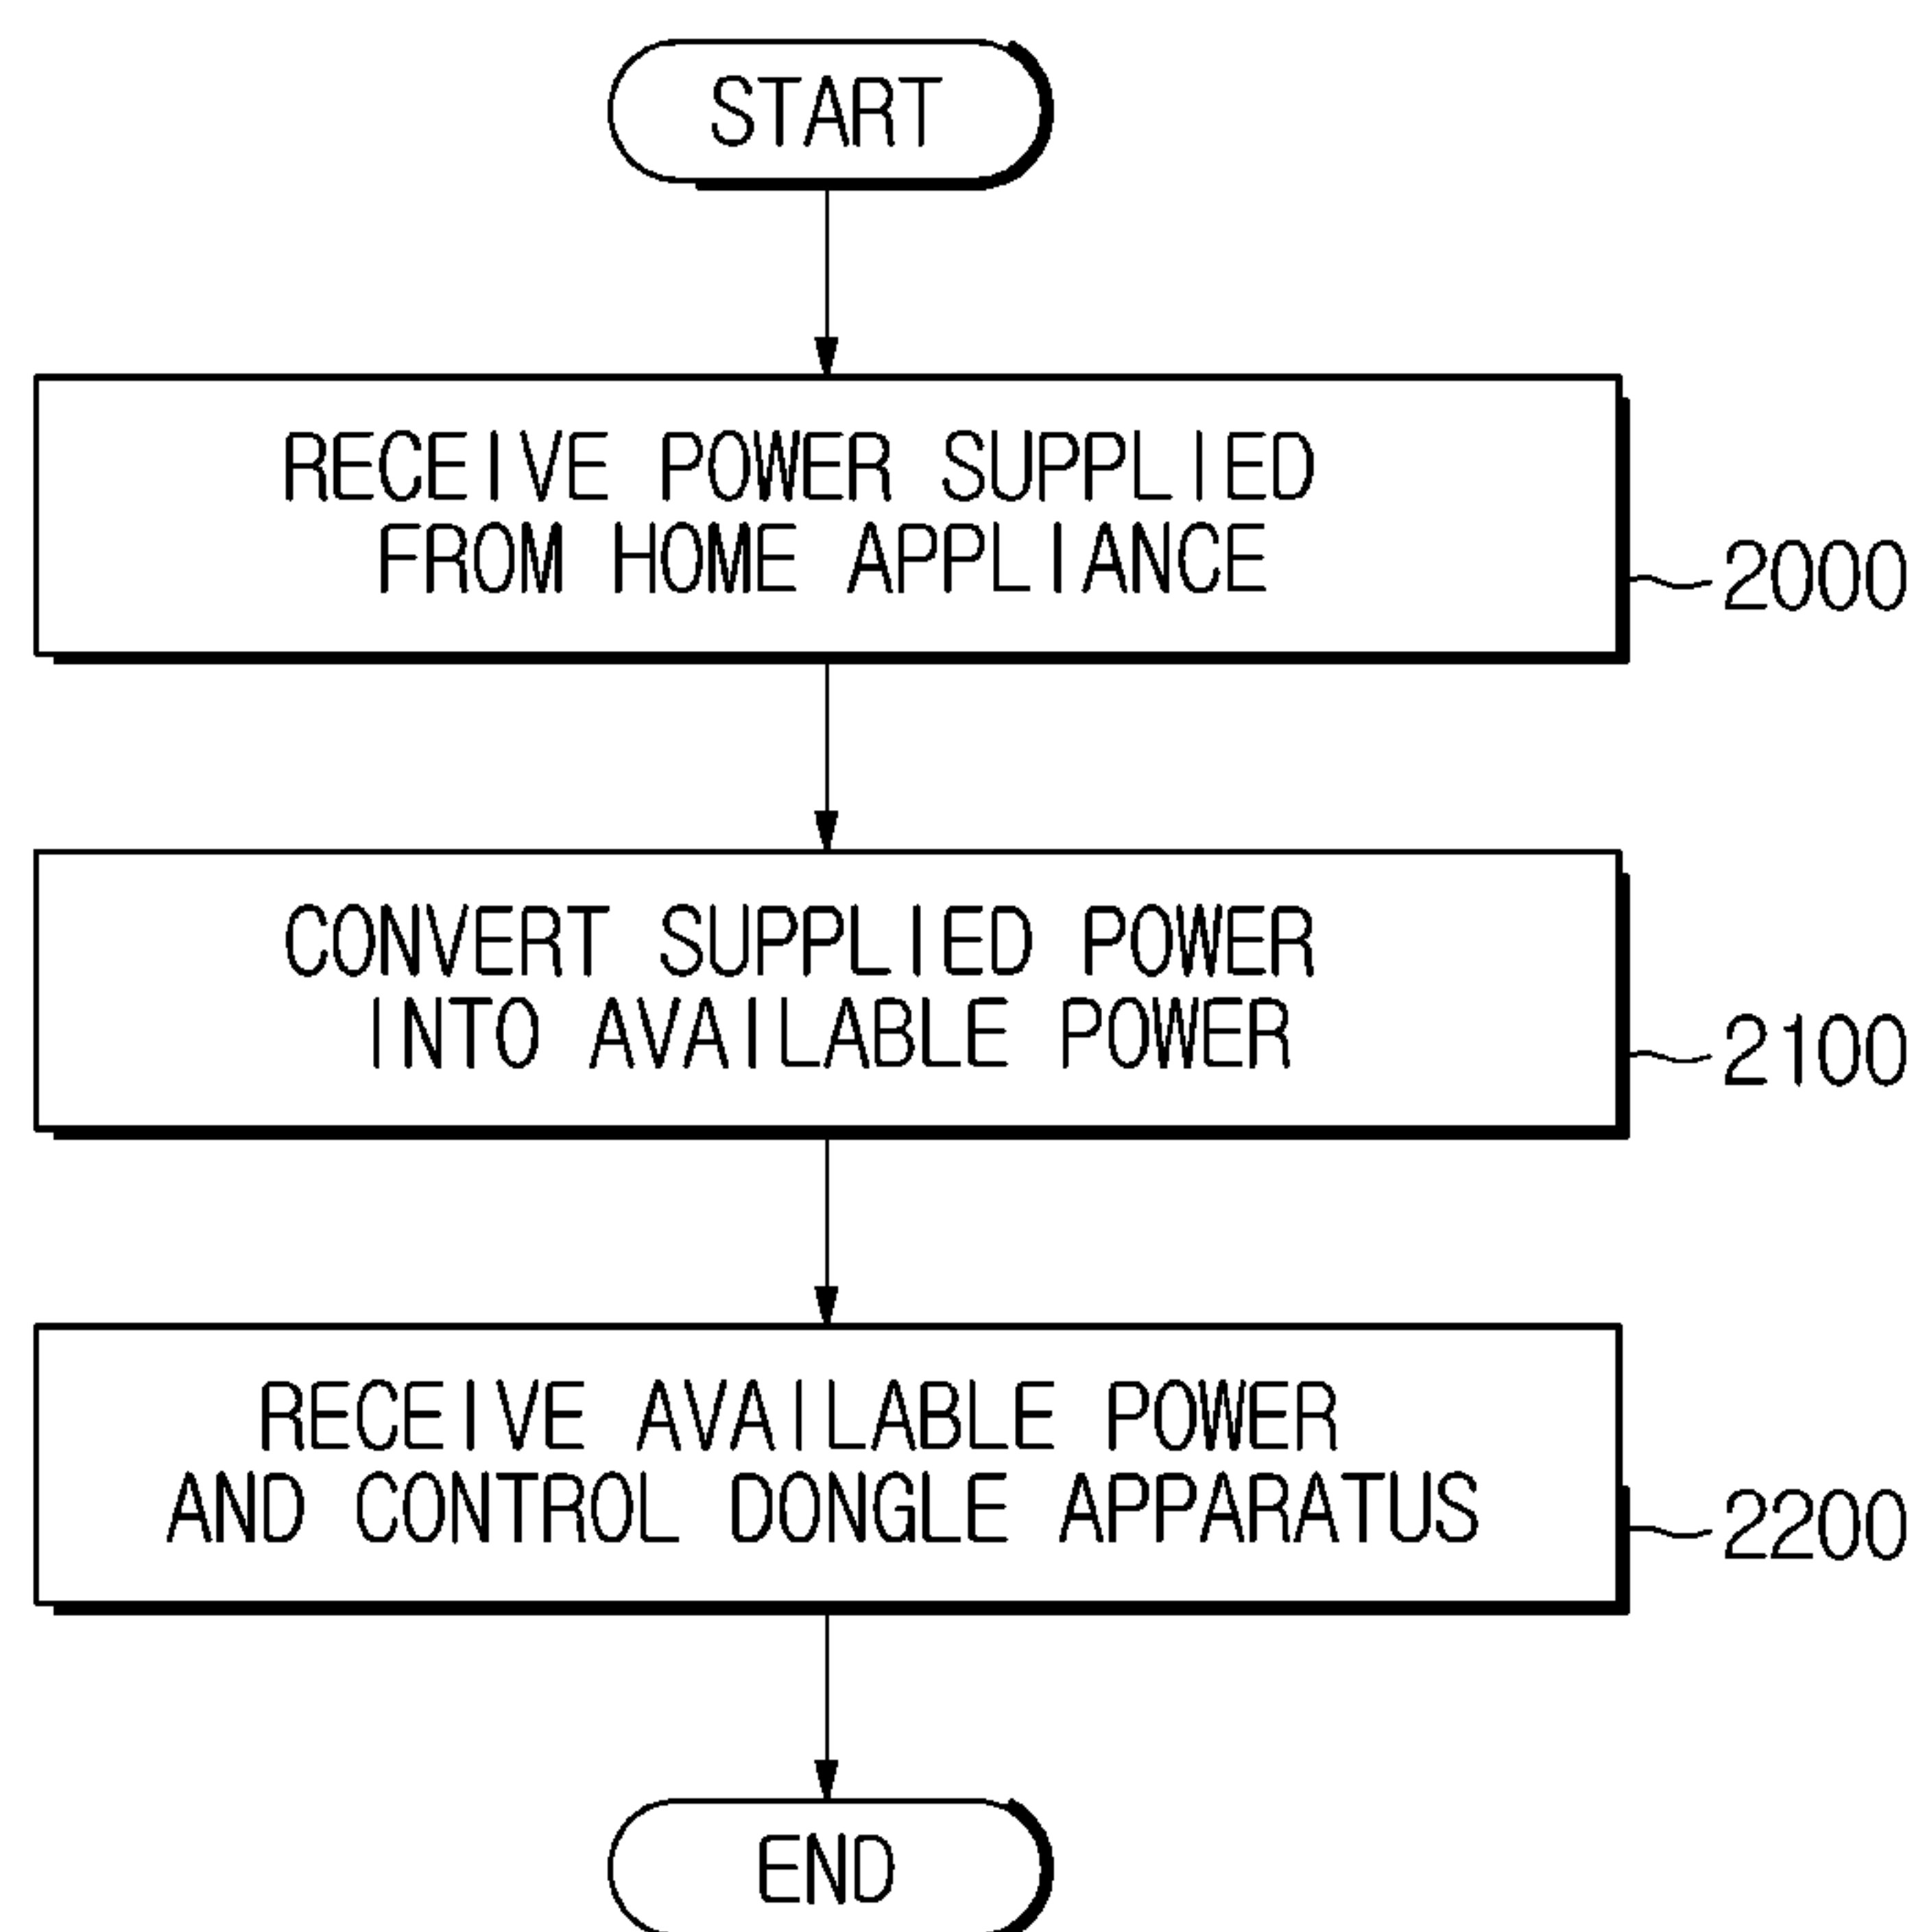 START
RECEIVE POWER SUPPLIED
FROM HOME APPLIANCE
2000
CONVERT SUPPLIED POWER
INTO AVAILABLE POWER
2100
RECEIVE AVAILABLE POWER
AND CONTROL DONGLE APPARATUS
2200
END